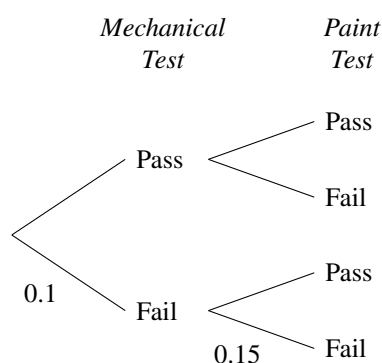 Mechanical Test
Paint Test
Pass
Fail
0.1
Pass
Fail
Pass
Fail
0.15